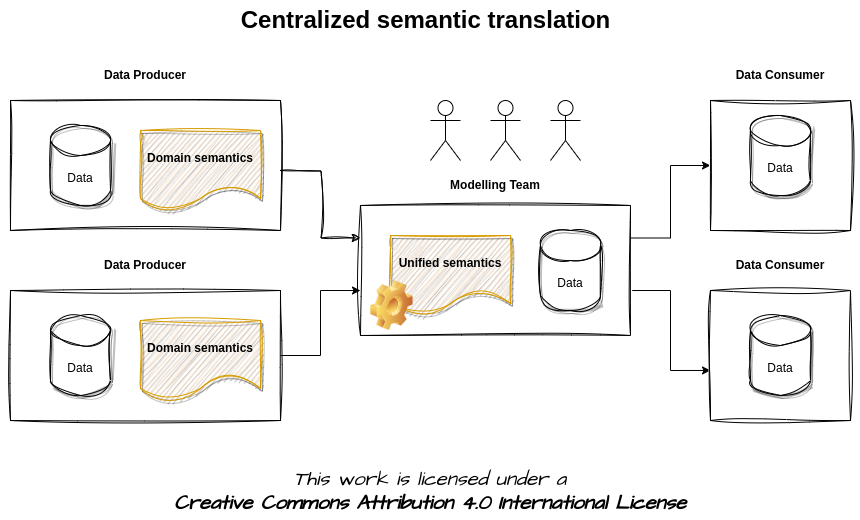 Centralized semantic translation
Data Producer
Data Consumer
Data
Domain semantics
Data
Modelling Team
Data Producer
Data Consumer
Unified semantics
Data
Data
Domain semantics
Data
This work is licensed under a
Creative Commons Attribution 4.0 International License